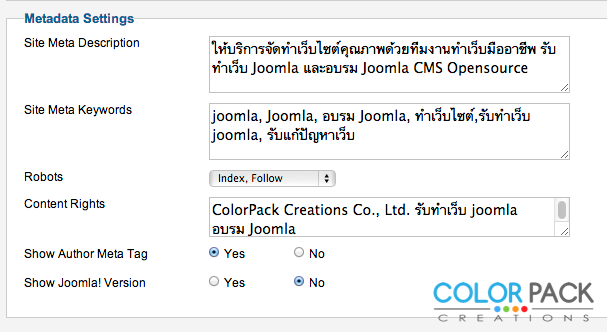 Metadata Settings
Site Meta Description
ให้บริการจัดทำเว็บไซต์คุณภาพด้วยทีมงานทำเว็บมืออาชีพ รับ
ทำเว็บ Joomla และอบรม Joomla CMS Opensource
Site Meta Keywords
joomla, Joomla, อบรม Joomla, ทำเว็บไซต์,รับทำเว็บ
joomla, รับแก้ปัญหาเว็บ
Robots
Index, Follow
Content Rights
ColorPack Creations Co., Ltd. รับทำเว็บ joomla
อบรม Joomla
Show Author Meta Tag
Yes No
Show Joomla! Version
Yes No
COLOR PACK
CREATIONS